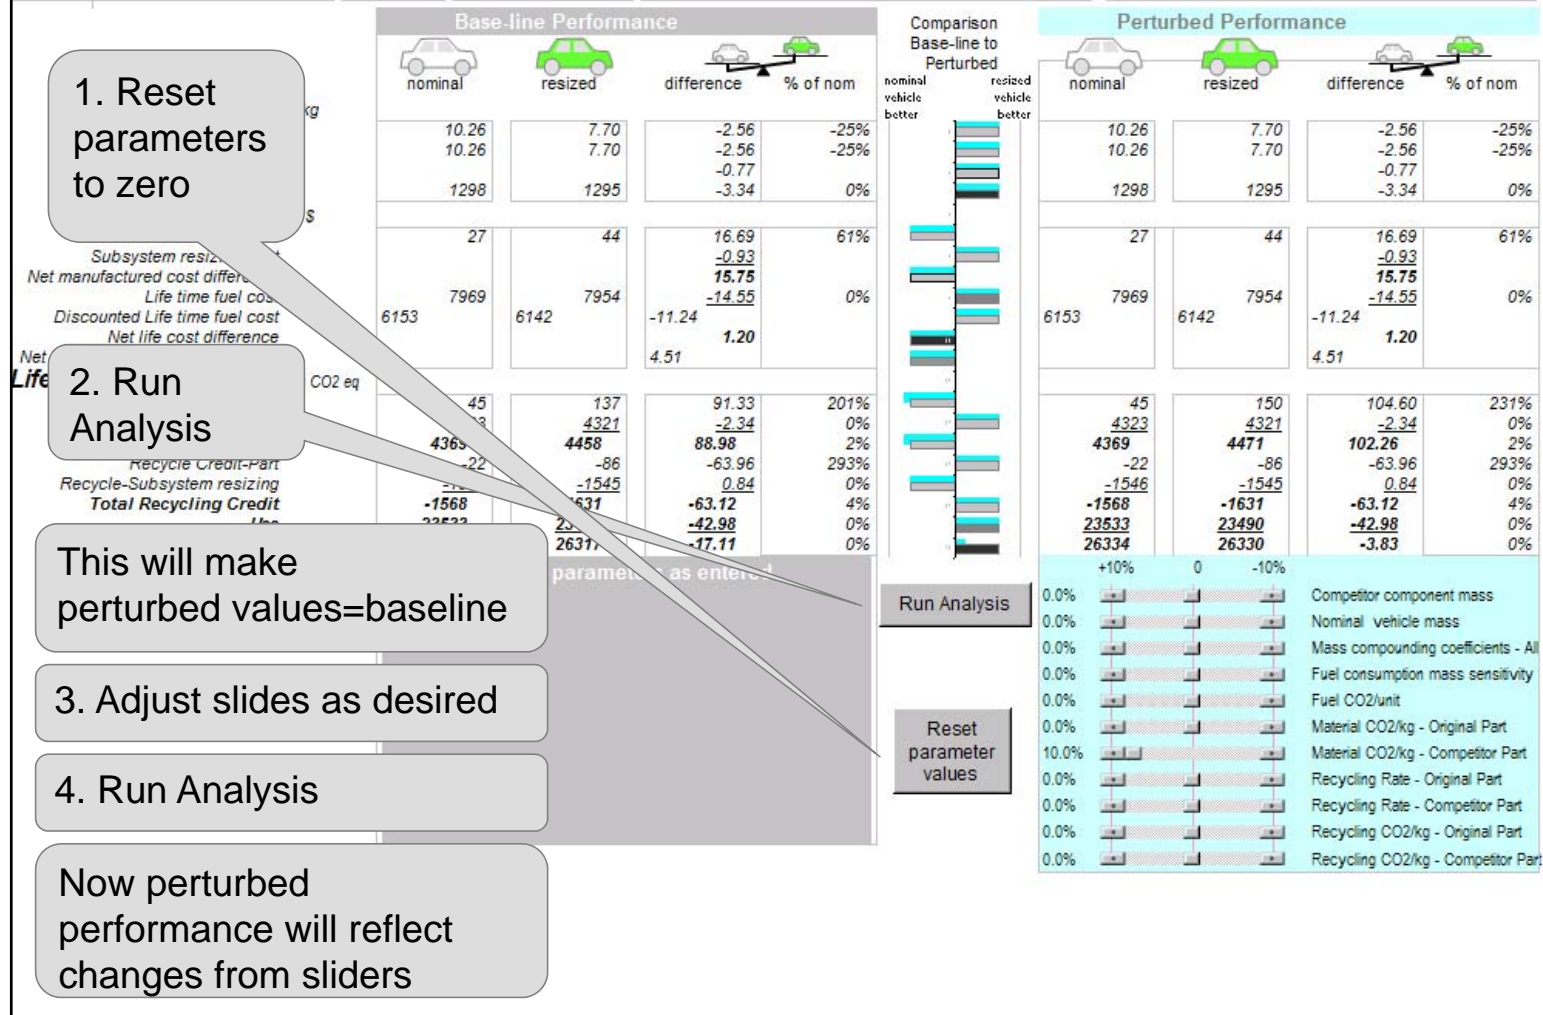 Base-line Performance
Comparison
Base-line to
Perturbed
Perturbed Performance
nominal
resized
difference
% of nom
nominal
vehicle
better
resized
vehicle
better
nominal
resized
difference
% of nom
1. Reset
parameters
to zero
kg
10.26 7.70 -2.56 -25% 10.26 7.70 -2.56 -25%
10.26 7.70 -2.56 -25% 10.26 7.70 -2.56 -25%
-0.77 -0.77
1298 1295 -3.34 0% 1298 1295 -3.34 0%
$
27 44 16.69 61% 27 44 16.69 61%
Subsystem -0.93 -0.93
Net manufactured cost 15.75 15.75
Life time fuel 7969 7954 -14.55 0% 7969 7954 -14.55 0%
Discounted Life time fuel cost 6153 6142 -11.24 6153 6142 -11.24
Net life cost difference 1.20 1.20
Net 4.51 4.51
CO2 eq
2. Run
Analysis
45 137 91.33 201% 45 150 104.60 231%
4321 -2.34 0% 4323 4321 -2.34 0%
4458 88.98 2% 4369 4471 102.26 2%
Recycle Credit-Part -22 -86 -63.96 293% -22 -86 -63.96 293%
Recycle-Subsystem resizing -1545 0.84 0% -1546 -1545 0.84 0%
Total Recycling Credit -1568 -63.12 4% -1568 -1631 -63.12 4%
Use 23533 -42.98 0% 23533 23490 -42.98 0%
26317 -17.11 0% 26334 26330 -3.83 0%
This will make
perturbed values=baseline
parameters as entered
Run Analysis
+10% 0 -10%
0.0% Competitor component mass
0.0% Nominal vehicle mass
0.0% Mass compounding coefficients - All
0.0% Fuel consumption mass sensitivity
0.0% Fuel CO2/unit
0.0% Material CO2/kg - Original Part
10.0% Material CO2/kg - Competitor Part
0.0% Recycling Rate - Original Part
0.0% Recycling Rate - Competitor Part
0.0% Recycling CO2/kg - Original Part
0.0% Recycling CO2/kg - Competitor Part
Reset
parameter
values
3. Adjust slides as desired
4. Run Analysis
Now perturbed
performance will reflect
changes from sliders